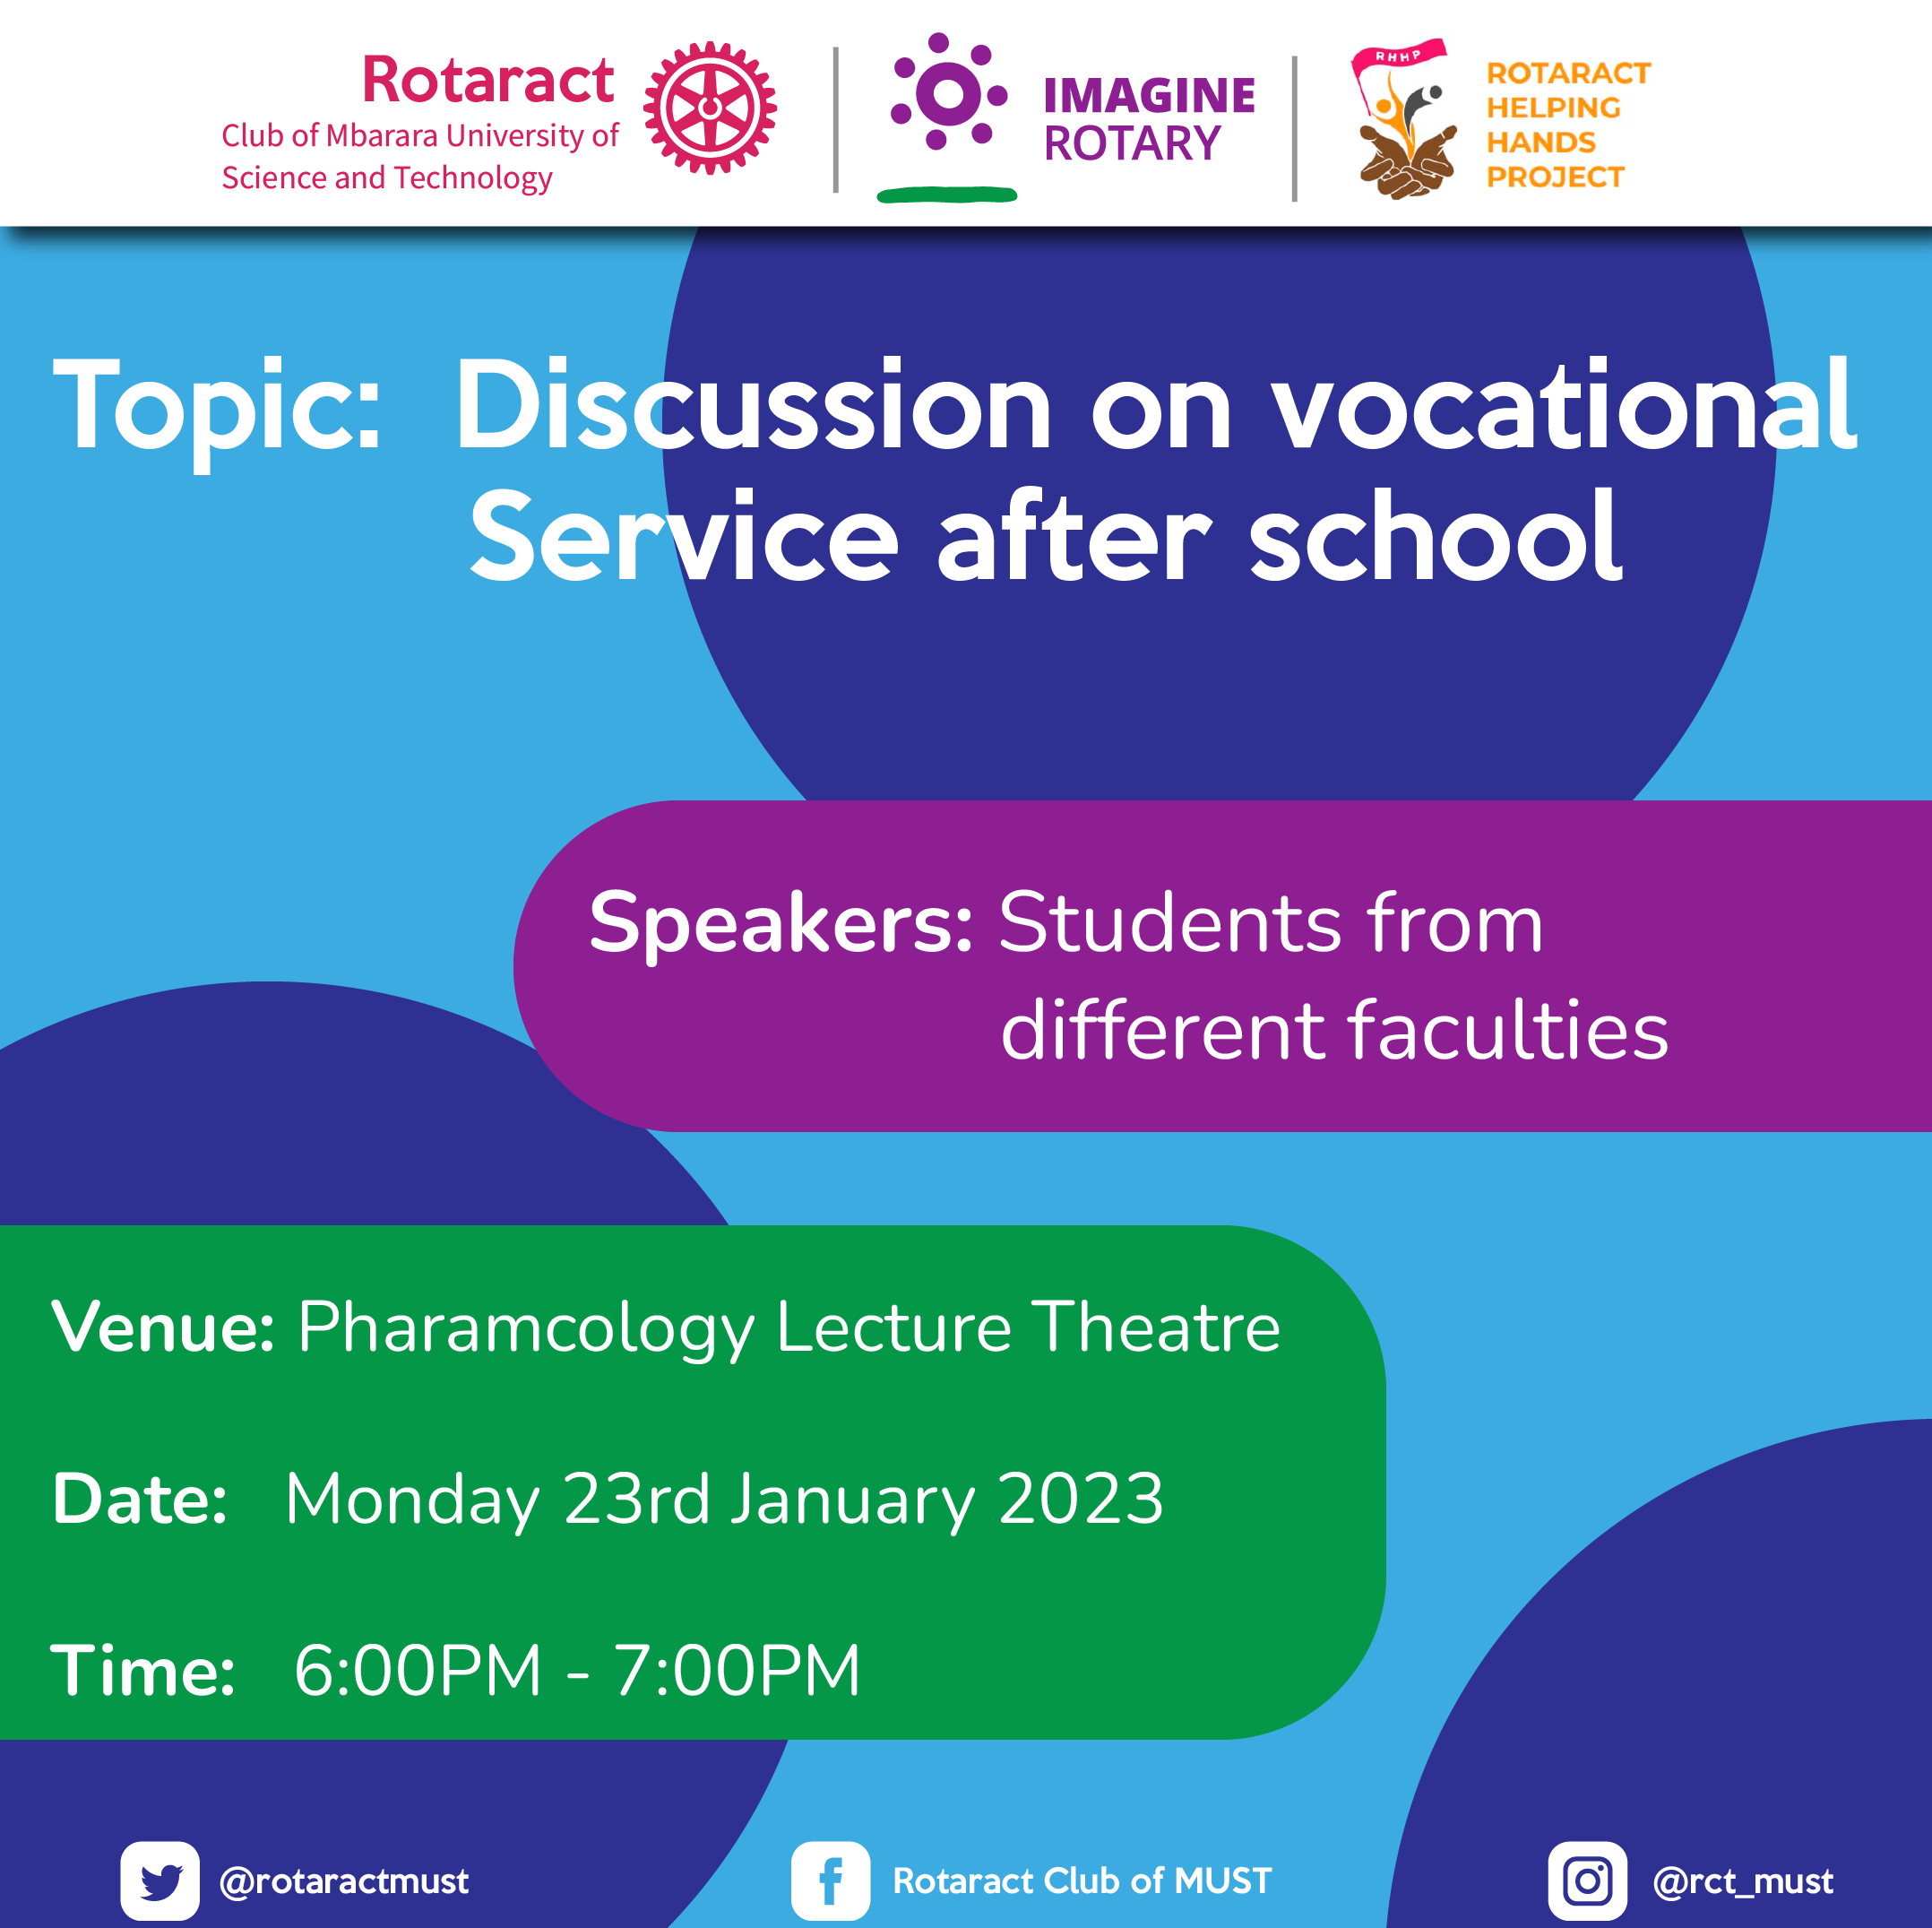 Rotaract
Club of Mbarara University of
Science and Technology
IMAGINE
ROTARY
RHHP
ROTARACT
HELPING
HANDS
PROJECT
Topic: Discussion on vocational
Service after school
Speakers: Students from
different faculties
Venue: Pharamcology Lecture Theatre
Date: Monday 23rd January 2023
Time: 6:00PM - 7:00PM
@rotaractmust
Rotaract Club of MUST
@rct_must